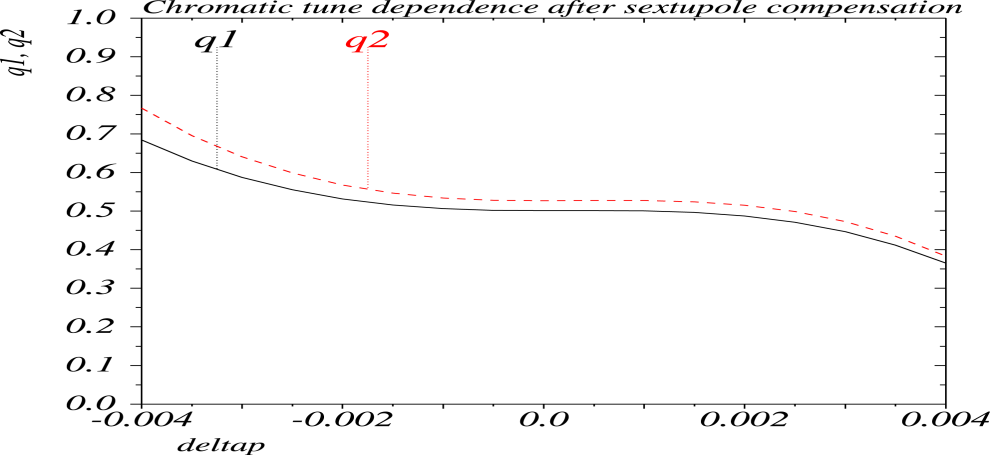 Chromatic tune dependence after sextupole compensation
q1, q2
q1 q2
1.0
0.9
0.8
0.7
0.6
0.5
0.4
0.3
0.2
0.1
0.0
-0.004 -0.002 0.0 0.002 0.004
deltap